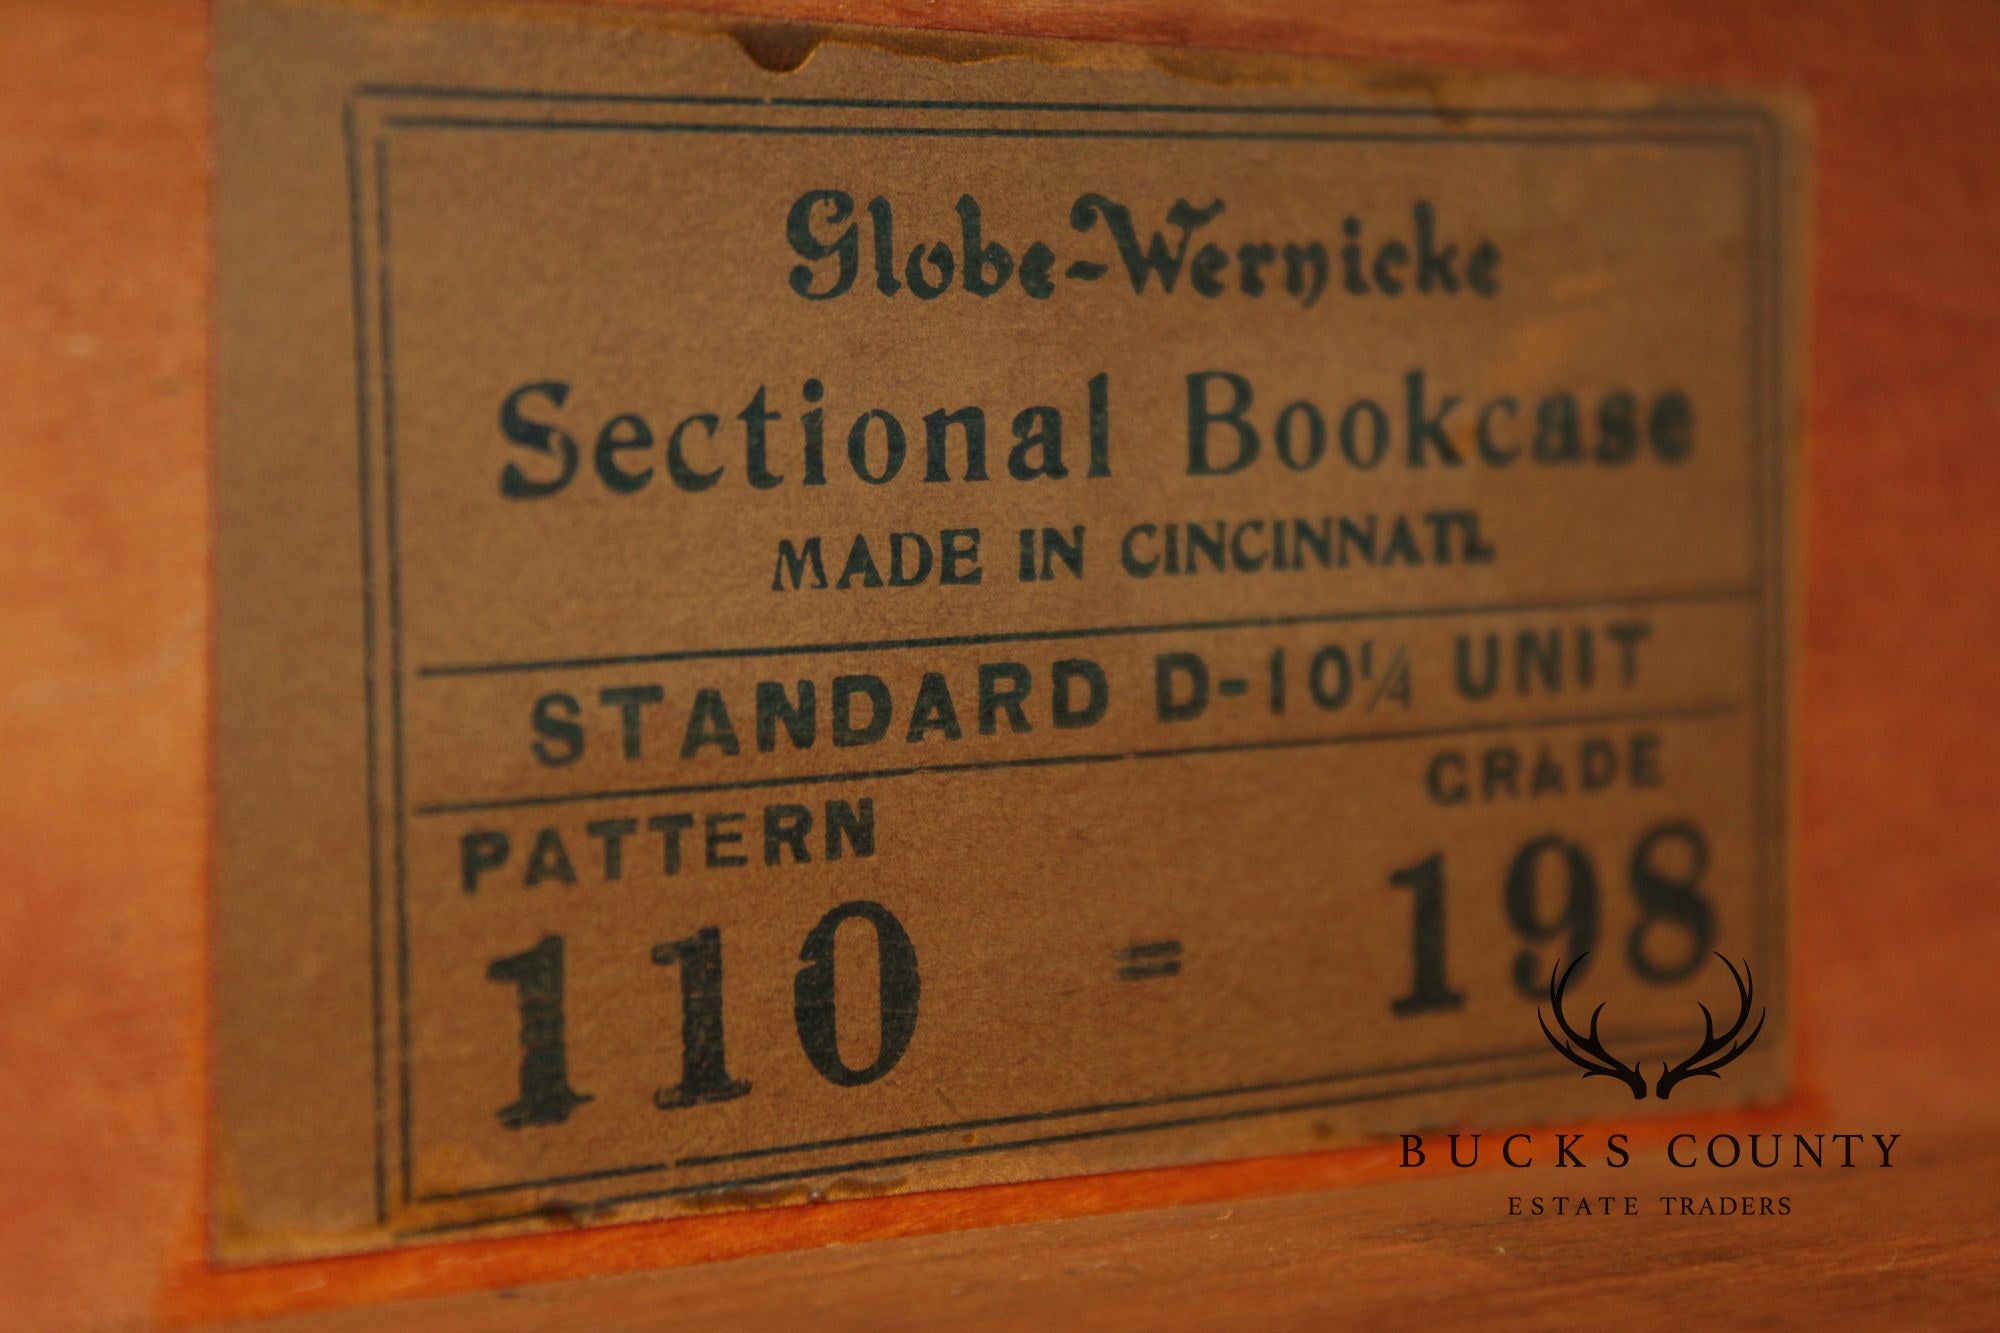 Globe-Wernicke
Sectional Bookcase
MADE IN CINCINNATI.
STANDARD D-10¼ UNIT
PATTERN
GRADE
110 = 198
BUCKS COUNTY
ESTATE TRADERS